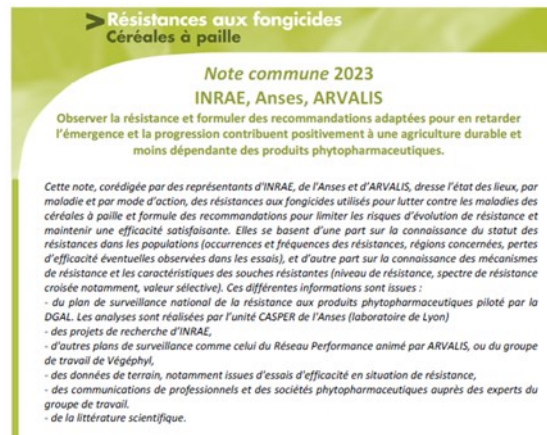 Résistances aux fongicides
Céréales à paille
Note commune 2023
INRAE, Anses, ARVALIS
Observer la résistance et formuler des recommandations adaptées pour en retarder
l'émergence et la progression contribuent positivement à une agriculture durable et
moins dépendante des produits phytopharmaceutiques.
Cette note, corédigée par des représentants d'INRAE, de l'Anses et d'ARVALIS, dresse l'état des lieux, par
maladie et par mode d'action, des résistances aux fongicides utilisés pour lutter contre les maladies des
céréales à paille et formule des recommandations pour limiter les risques d'évolution de résistance et
maintenir une efficacité satisfaisante. Elles se basent d'une part sur la connaissance du statut des
résistances dans les populations (occurrences et fréquences des résistances, régions concernées, pertes
d'efficacité éventuelles observées dans les essais), et d'autre part sur la connaissance des mécanismes
de résistance et les caractéristiques des souches résistantes (niveau de résistance, spectre de résistance
croisée notamment, valeur sélective). Ces différentes informations sont issues :
- du plan de surveillance national de la résistance aux produits phytopharmaceutiques piloté par la
DGAL. Les analyses sont réalisées par l'unité CASPER de l'Anses (laboratoire de Lyon)
- des projets de recherche d'INRAE,
- d'autres plans de surveillance comme celui du Réseau Performance animé par ARVALIS, ou du groupe
de travail de Végéphyl,
- des données de terrain, notamment issues d'essais d'efficacité en situation de résistance,
- des communications de professionnels et des sociétés phytopharmaceutiques auprès des experts du
groupe de travail.
- de la littérature scientifique.